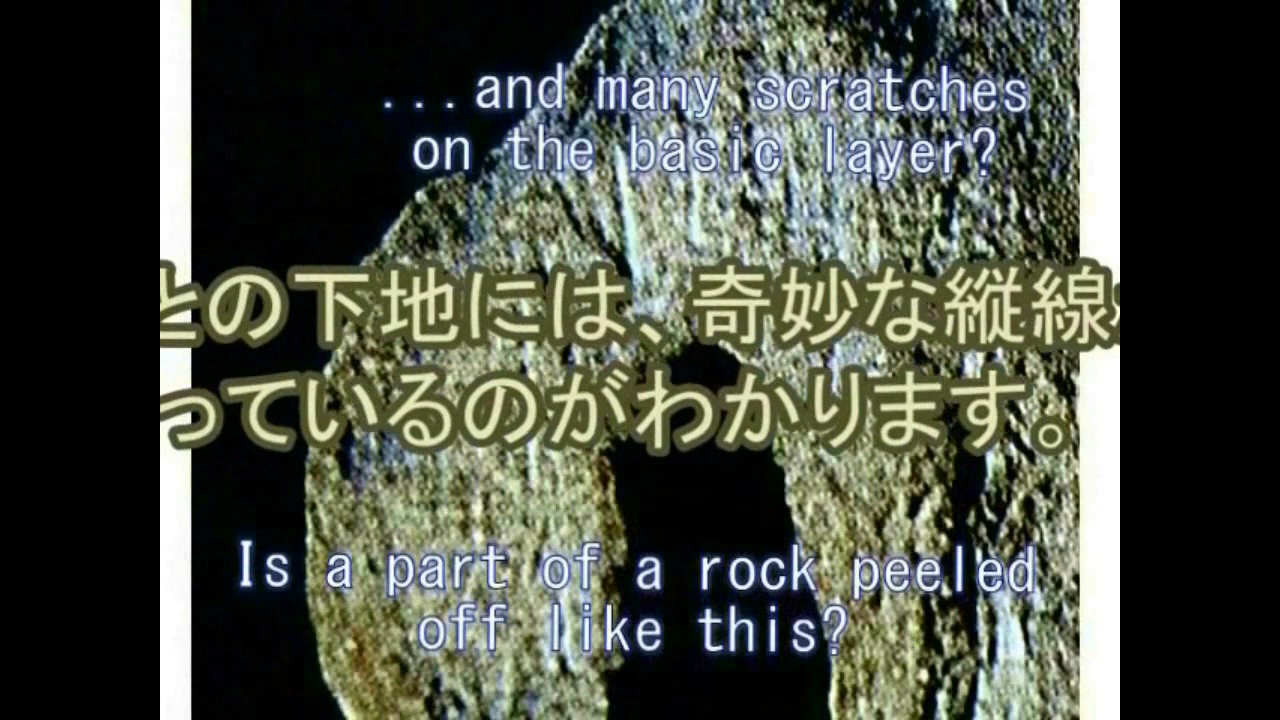 ...and many scratches
on the basic layer?
との下地には、奇妙な縦線
っているのがわかります。
Is a part of a rock peeled
off like this?